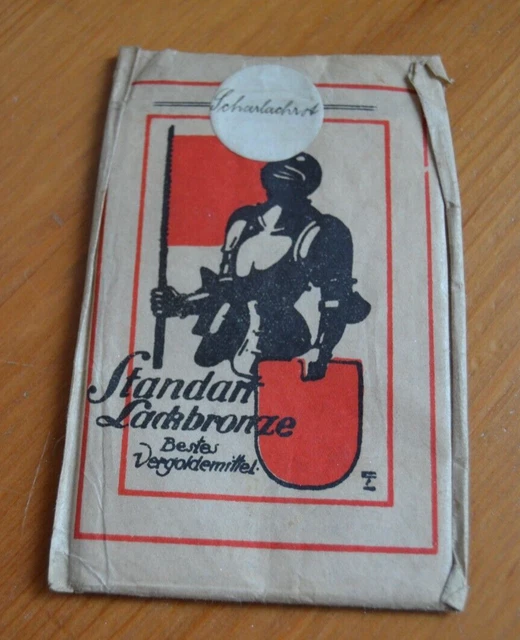 Scharlachrot
Standart
Lackbronze
Bestes
Vergoldemittel.